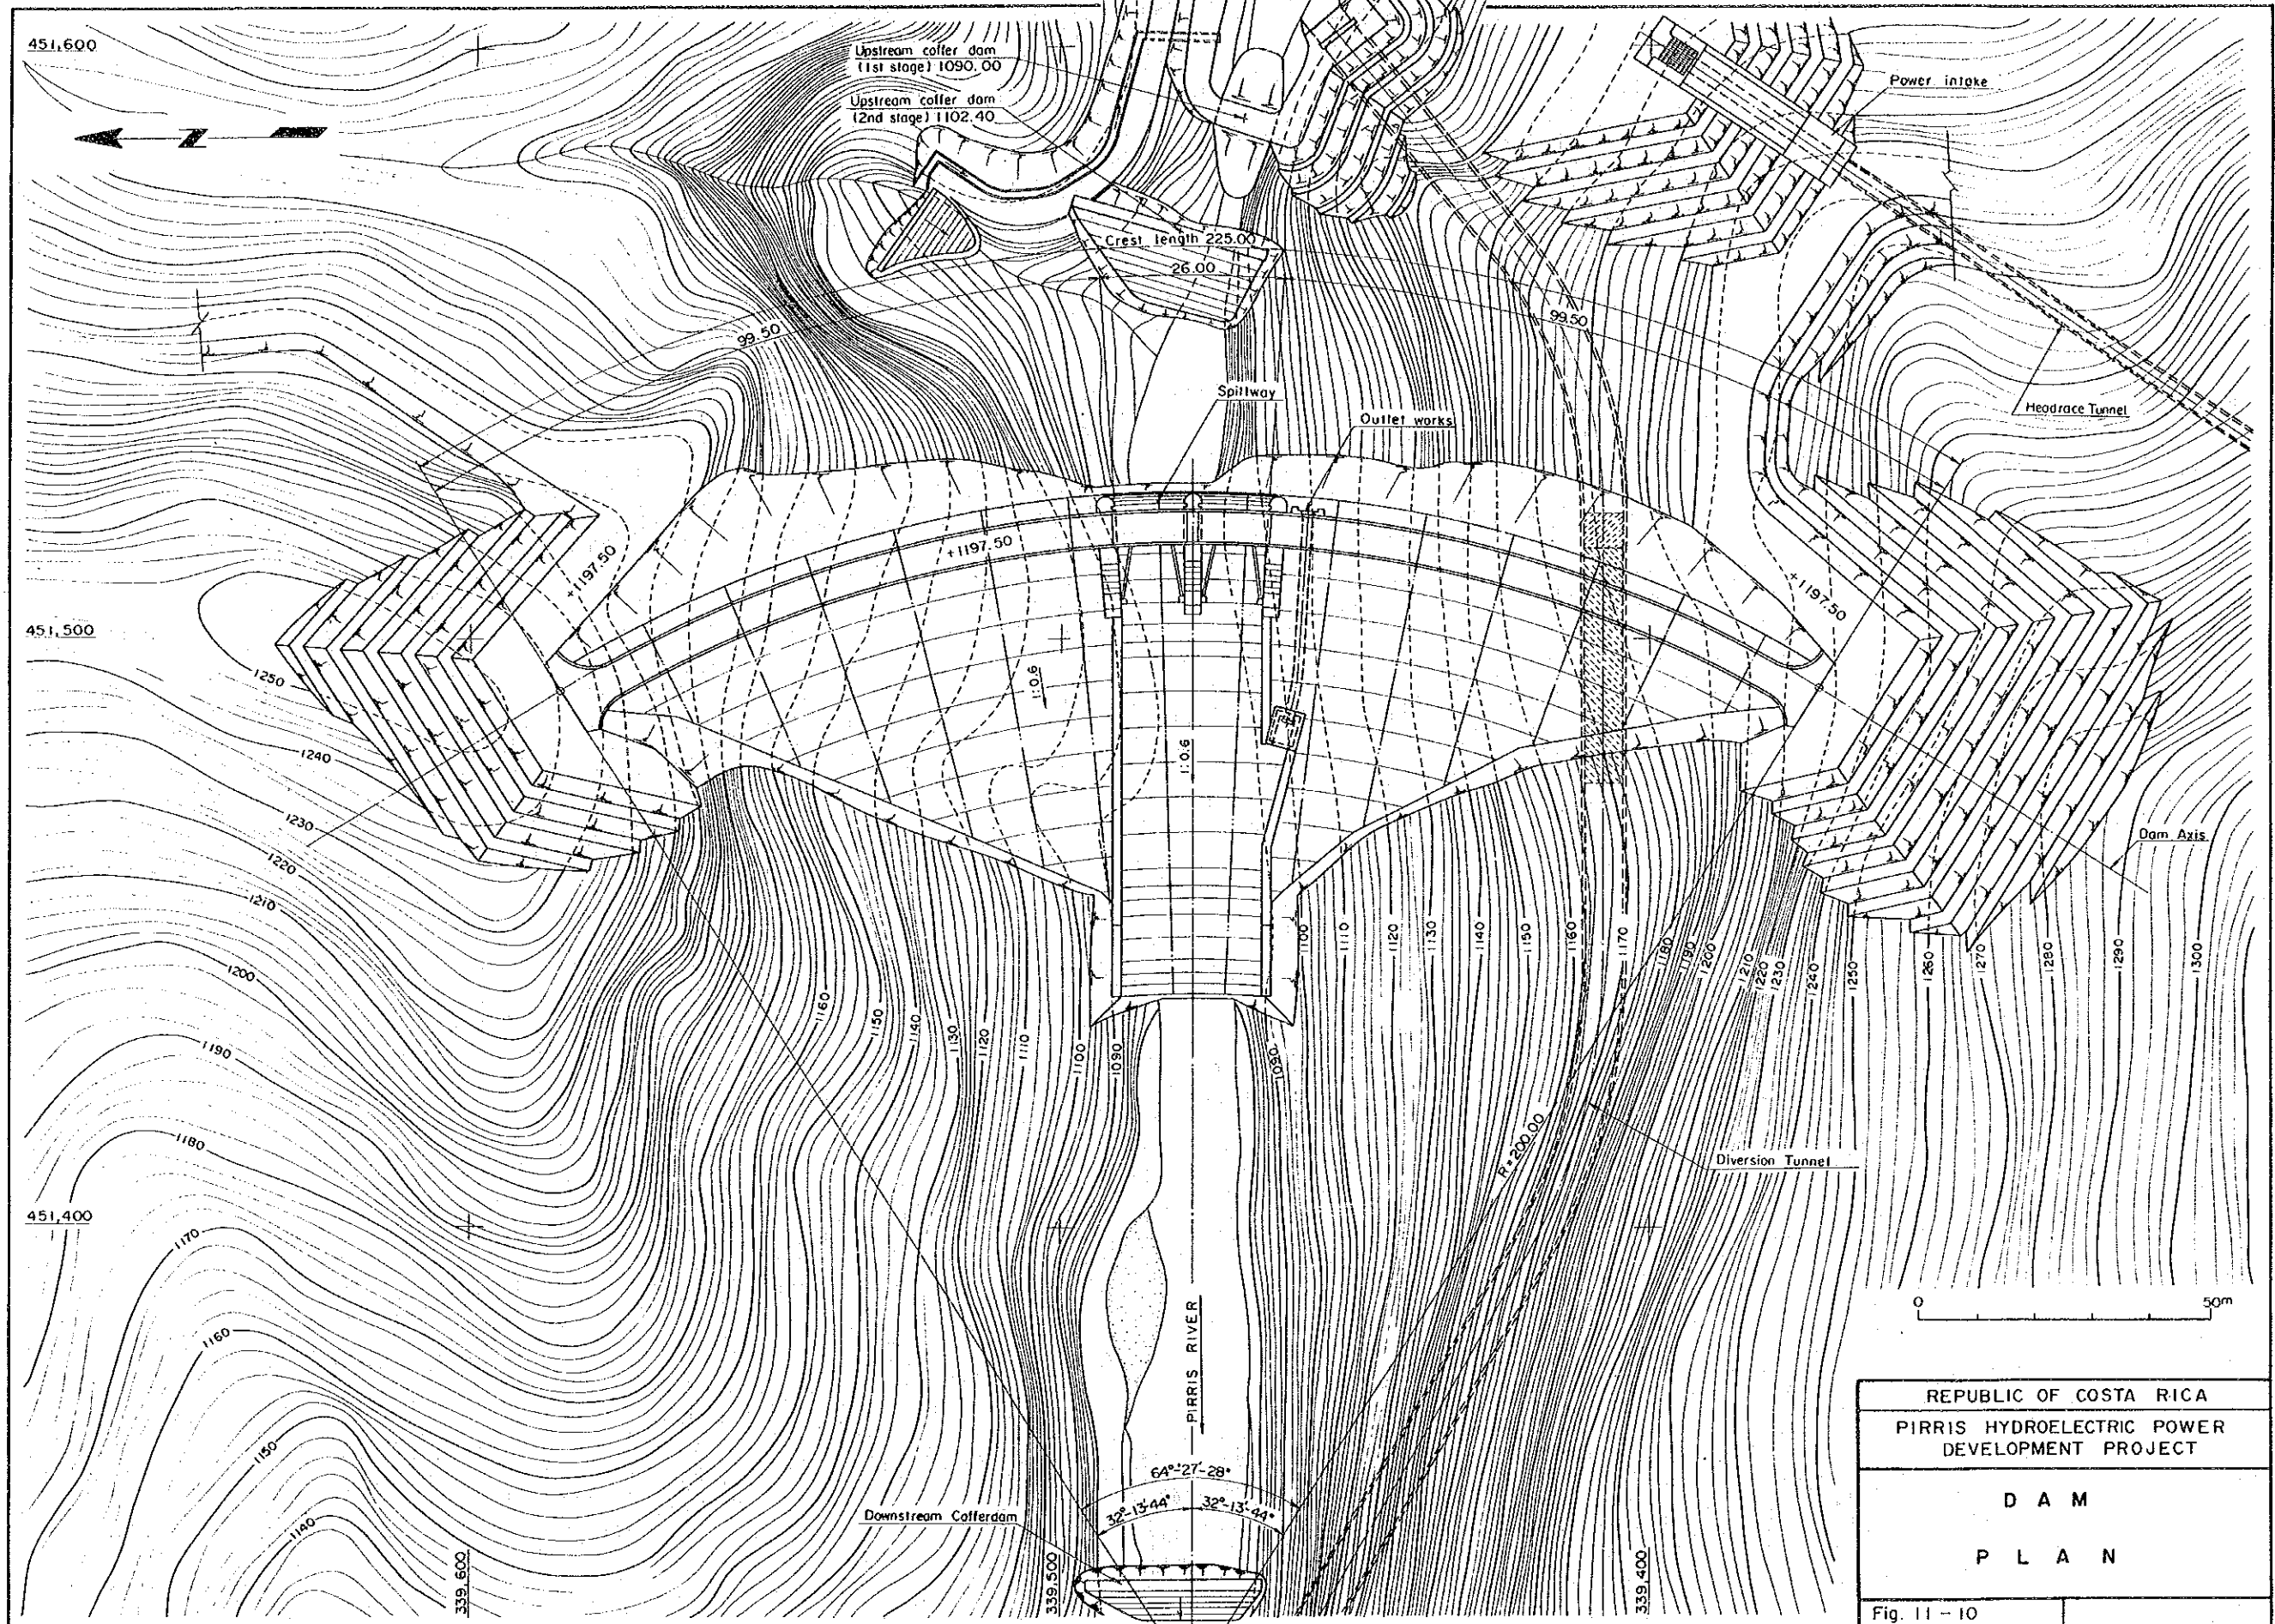 451,600
Upstream coffer dam
(1st stage) 1090.00
Upstream coffer dam
(2nd stage) 1102.40
Power intake
N
Crest length 225.00
26.00
99.50
99.50
Spillway
Outlet works
Headrace Tunnel
+1197.50
+1197.50
+1197.50
451,500
1:0.6
1:0.6
1250
1240
1230
1220
1210
1200
1190
1180
1170
1160
1150
1140
Dam Axis
1160
1150
1140
1130
1120
1110
1100
1090
1090
1100
1110
1120
1130
1140
1150
1160
1170
1180
1190
1200
1210
1220
1230
1240
1250
1260
1270
1280
1290
1300
R=200.00
Diversion Tunnel
451,400
PIRRIS RIVER
64°-27'-28"
32°-13'-44" 32°-13'-44"
Downstream Cofferdam
339,600
339,500
339,400
0 50m
REPUBLIC OF COSTA RICA
PIRRIS HYDROELECTRIC POWER
DEVELOPMENT PROJECT
DAM
PLAN
Fig. 11-10